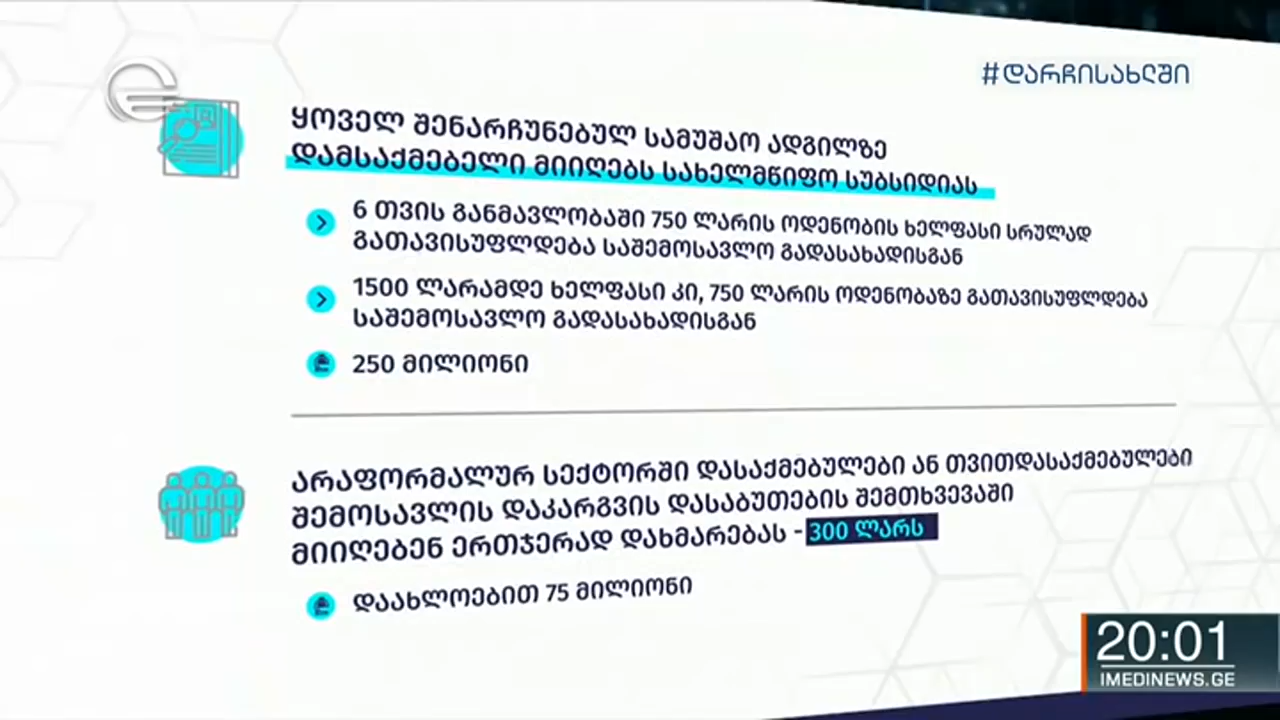 #დარჩისახლში
ყოველ შენარჩუნებულ სამუშაო ადგილზე
დამსაქმებელი მიიღებს სახელმწიფო სუბსიდიას
6 თვის განმავლობაში 750 ლარის ოდენობის ხელფასი სრულად
გათავისუფლდება საშემოსავლო გადასახადისგან
1500 ლარამდე ხელფასი კი, 750 ლარის ოდენობაზე გათავისუფლდება
საშემოსავლო გადასახადისგან
250 მილიონი
არაფორმალურ სექტორში დასაქმებულები ან თვითდასაქმებულები
შემოსავლის დაკარგვის დასაბუთების შემთხვევაში
მიიღებენ ერთჯერად დახმარებას - 300 ლარს
დაახლოებით 75 მილიონი
20:01
IMEDINEWS.GE